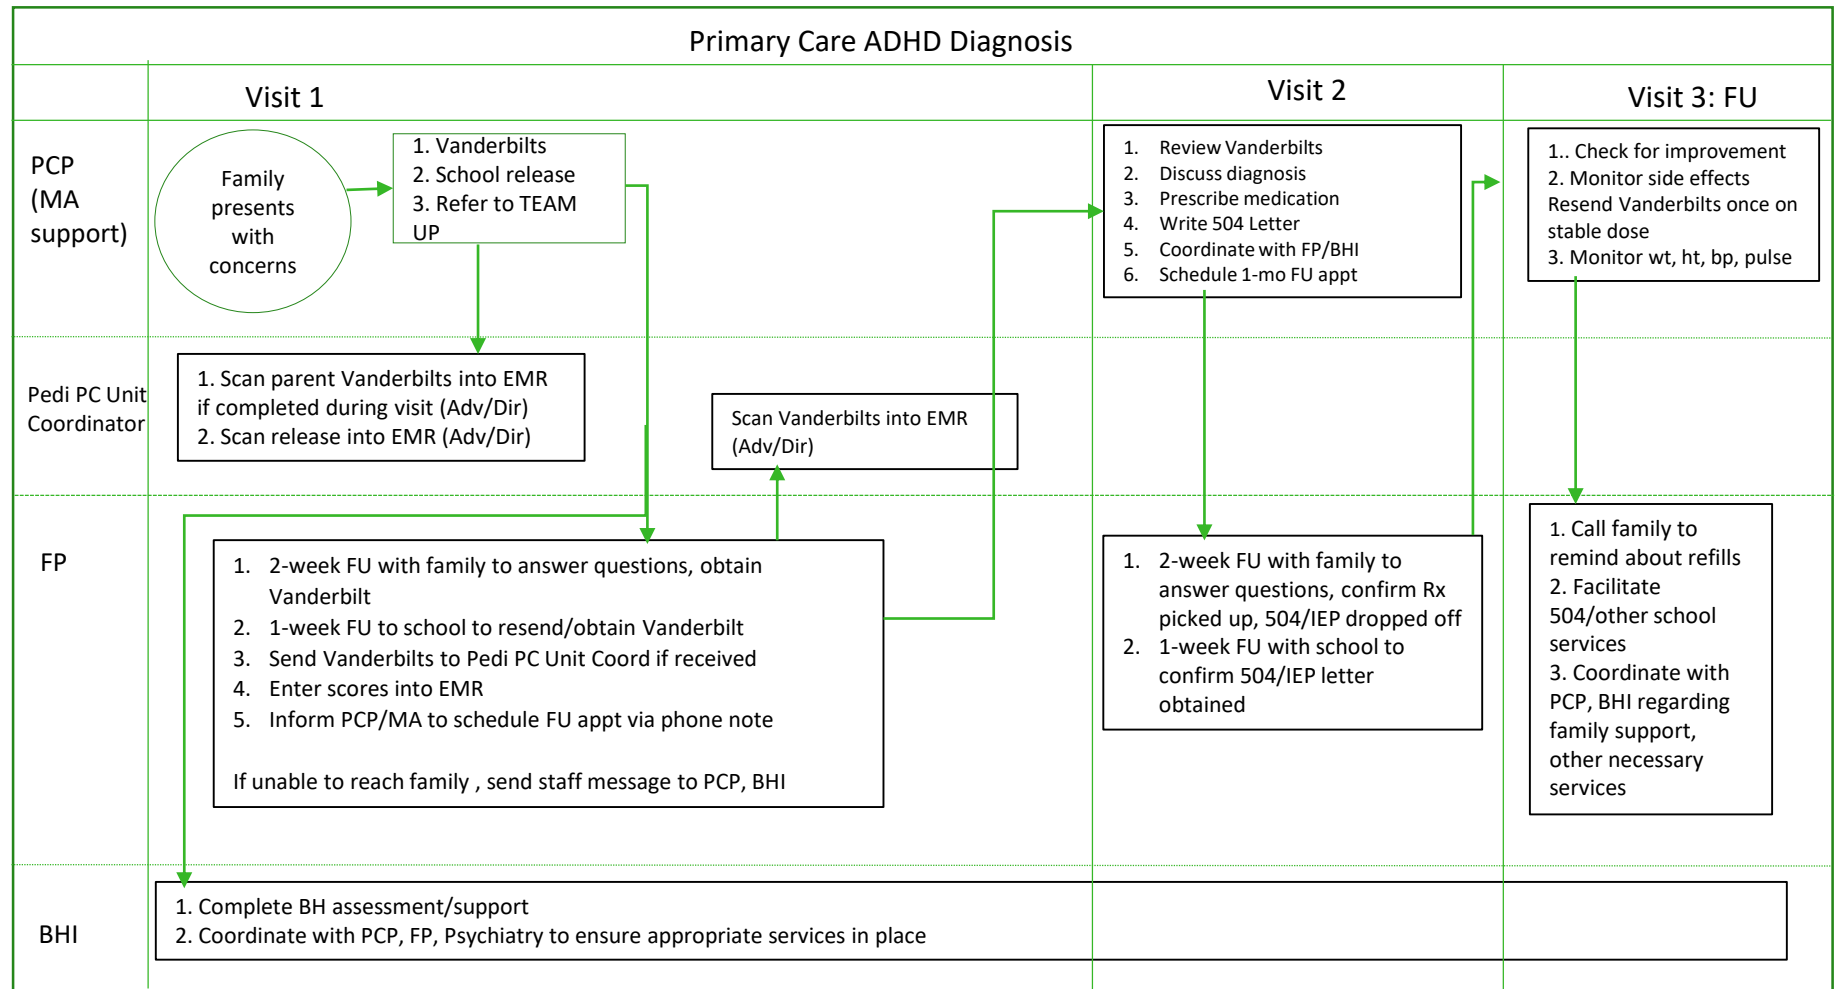 Primary Care ADHD Diagnosis
Visit 1
Visit 2
Visit 3: FU
PCP
(MA
support)
Family
presents
with
concerns
1. Vanderbilts
2. School release
3. Refer to TEAM
UP
1. Review Vanderbilts
2. Discuss diagnosis
3. Prescribe medication
4. Write 504 Letter
5. Coordinate with FP/BHI
6. Schedule 1-mo FU appt
1.. Check for improvement
2. Monitor side effects
Resend Vanderbilts once on
stable dose
3. Monitor wt, ht, bp, pulse
Pedi PC Unit
Coordinator
1. Scan parent Vanderbilts into EMR
if completed during visit (Adv/Dir)
2. Scan release into EMR (Adv/Dir)
Scan Vanderbilts into EMR
(Adv/Dir)
FP
1. 2-week FU with family to answer questions, obtain
Vanderbilt
2. 1-week FU to school to resend/obtain Vanderbilt
3. Send Vanderbilts to Pedi PC Unit Coord if received
4. Enter scores into EMR
5. Inform PCP/MA to schedule FU appt via phone note
If unable to reach family , send staff message to PCP, BHI
1. 2-week FU with family to
answer questions, confirm Rx
picked up, 504/IEP dropped off
2. 1-week FU with school to
confirm 504/IEP letter
obtained
1. Call family to
remind about refills
2. Facilitate
504/other school
services
3. Coordinate with
PCP, BHI regarding
family support,
other necessary
services
BHI
1. Complete BH assessment/support
2. Coordinate with PCP, FP, Psychiatry to ensure appropriate services in place